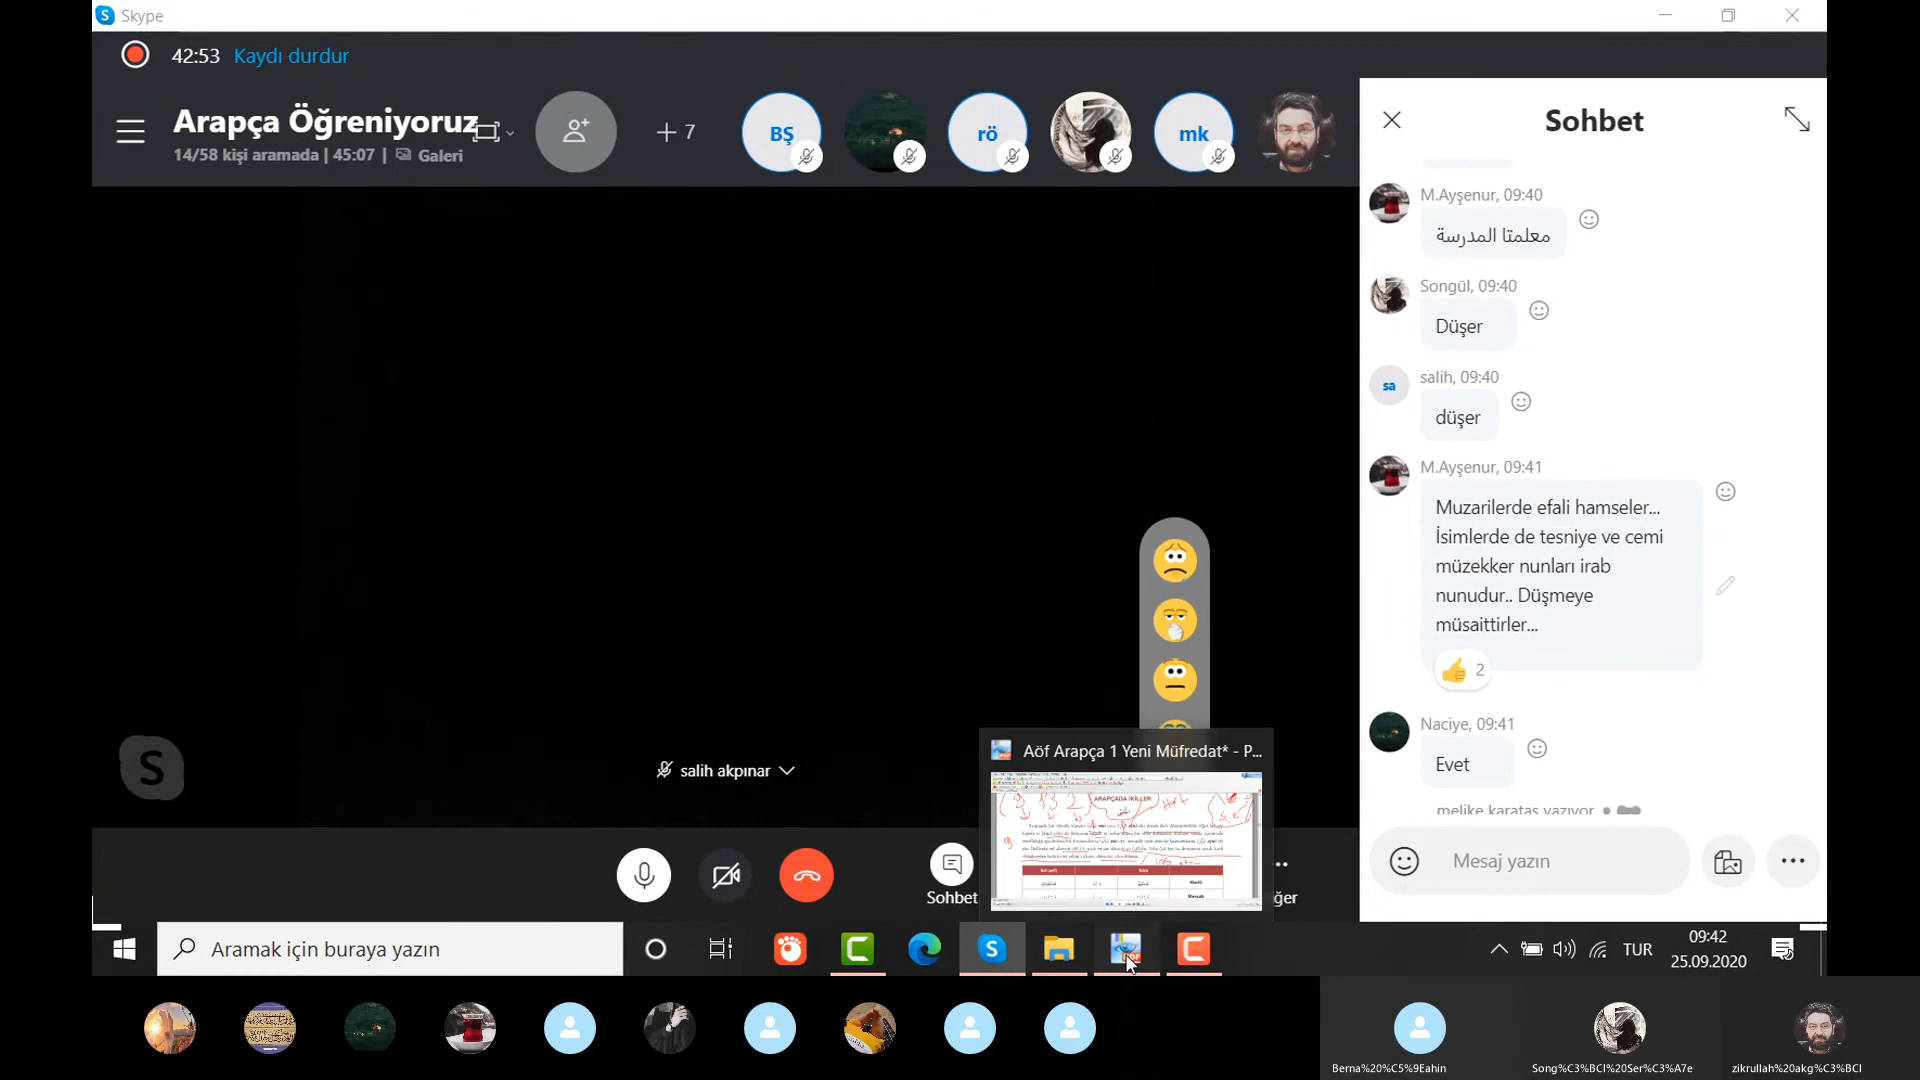 Skype
42:53 Kaydı durdur
Arapça Öğreniyoruz
14/58 kişi aramada | 45:07 | Galeri
+ 7
BŞ
rö
mk
Sohbet
M.Ayşenur, 09:40
معلمتا المدرسة
Songül, 09:40
Düşer
sa
salih, 09:40
düşer
M.Ayşenur, 09:41
Muzarilerde efali hamseler...
İsimlerde de tesniye ve cemi
müzekker nunları irab
nunudur.. Düşmeye
müsaittirler...
2
Naciye, 09:41
Evet
melike karataş yazıyor
Mesaj yazın
salih akpınar
Aöf Arapça 1 Yeni Müfredat* - P...
ARAPÇADA İKİLLER
Sohbet
ğer
Aramak için buraya yazın
TUR
09:42
25.09.2020
Berna%20%C5%9Eahin
Song%C3%BCl%20Ser%C3%A7e
zikrullah%20akg%C3%BCl